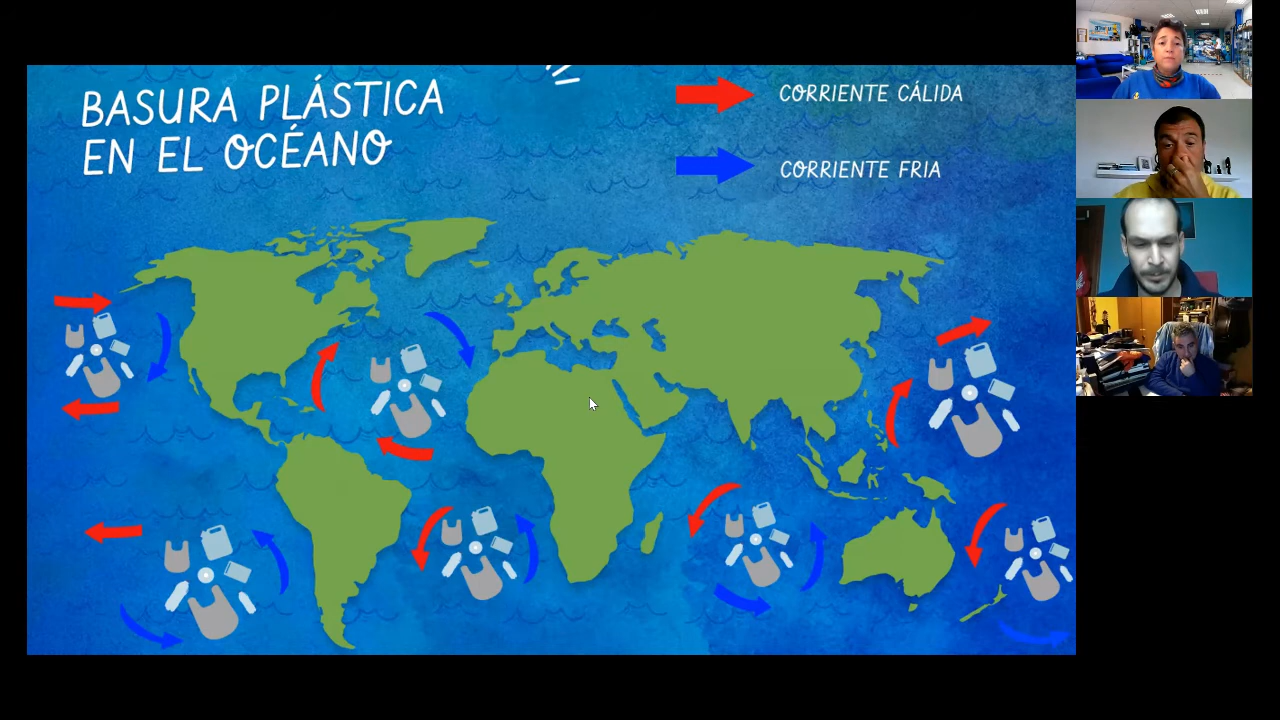 BASURA PLÁSTICA
EN EL OCÉANO
CORRIENTE CÁLIDA
CORRIENTE FRIA